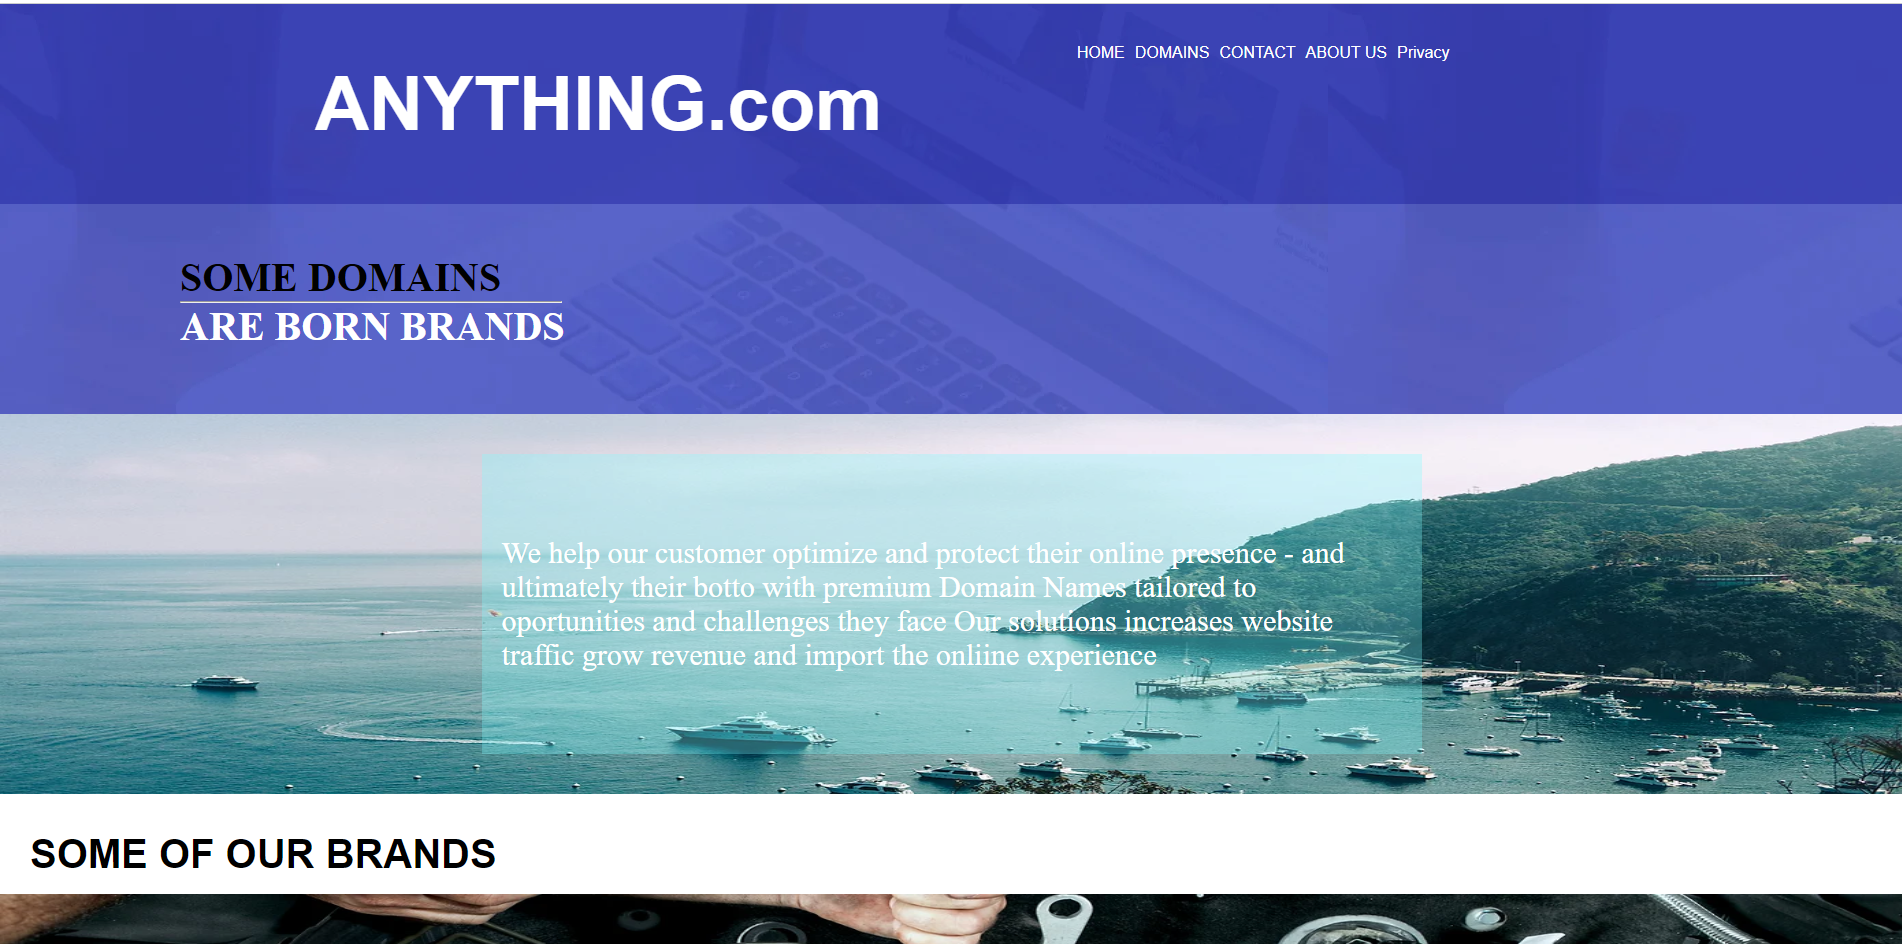 HOME DOMAINS CONTACT ABOUT US Privacy
ANYTHING.com
SOME DOMAINS
ARE BORN BRANDS
We help our customer optimize and protect their online presence - and
ultimately their botto with premium Domain Names tailored to
oportunities and challenges they face Our solutions increases website
traffic grow revenue and import the onliine experience
SOME OF OUR BRANDS